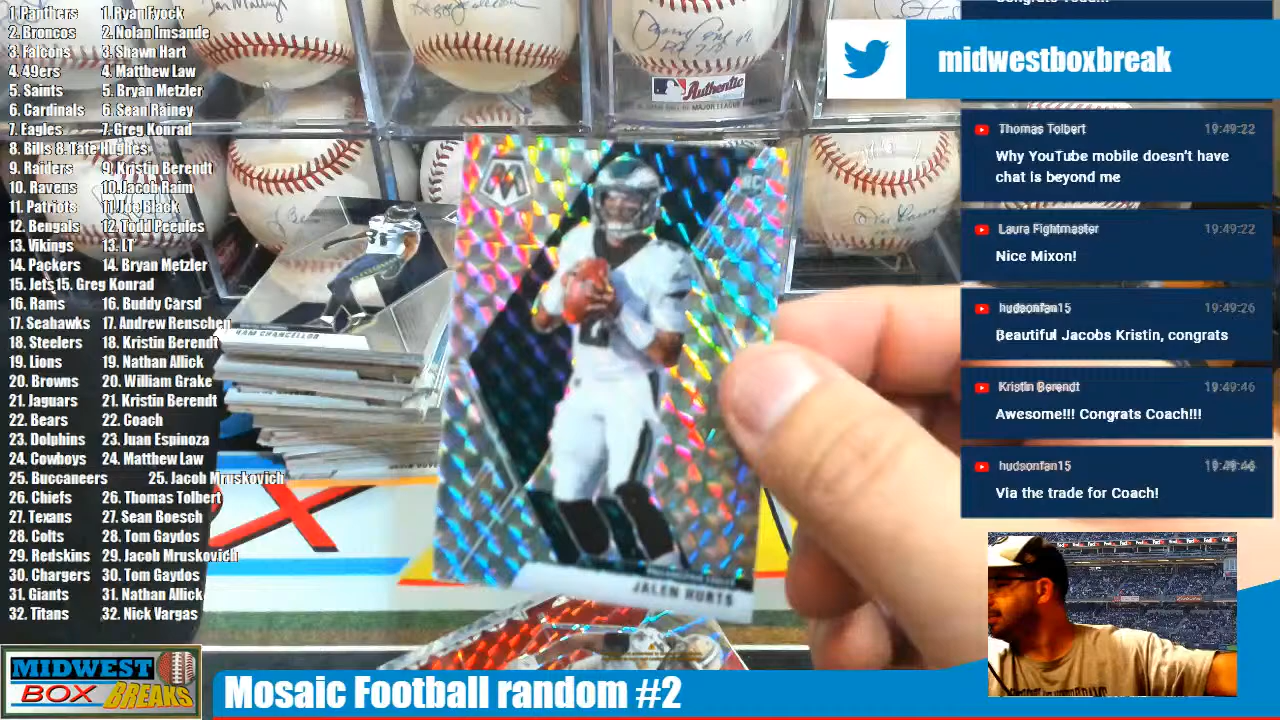 1. Panthers 1. Ryan Fyock
2. Broncos 2. Nolan Imsande
3. Falcons 3. Shawn Hart
4. 49ers 4. Matthew Law
5. Saints 5. Bryan Metzler
6. Cardinals 6. Sean Rainey
7. Eagles 7. Greg Konrad
8. Bills 8. Tate Hughes
9. Raiders 9. Kristin Berendt
10. Ravens 10. Jacob Raim
11. Patriots 11. Joe Black
12. Bengals 12. Todd Peeples
13. Vikings 13. LT
14. Packers 14. Bryan Metzler
15. Jets 15. Greg Konrad
16. Rams 16. Buddy Carsd
17. Seahawks 17. Andrew Renschen
18. Steelers 18. Kristin Berendt
19. Lions 19. Nathan Allick
20. Browns 20. William Grake
21. Jaguars 21. Kristin Berendt
22. Bears 22. Coach
23. Dolphins 23. Juan Espinoza
24. Cowboys 24. Matthew Law
25. Buccaneers 25. Jacob Mruskovich
26. Chiefs 26. Thomas Tolbert
27. Texans 27. Sean Boesch
28. Colts 28. Tom Gaydos
29. Redskins 29. Jacob Mruskovich
30. Chargers 30. Tom Gaydos
31. Giants 31. Nathan Allick
32. Titans 32. Nick Vargas
MIDWEST
BOX
BREAKS
Mosaic Football random #2
Authentic
KAM CHANCELLOR
M
RC
2
JALEN HURTS
midwestboxbreak
Thomas Tolbert 19:49:22
Why YouTube mobile doesn't have
chat is beyond me
Laura Fightmaster 19:49:22
Nice Mixon!
hudsonfan15 19:49:26
Beautiful Jacobs Kristin, congrats
Kristin Berendt 19:49:46
Awesome!!! Congrats Coach!!!
hudsonfan15 19:49:46
Via the trade for Coach!